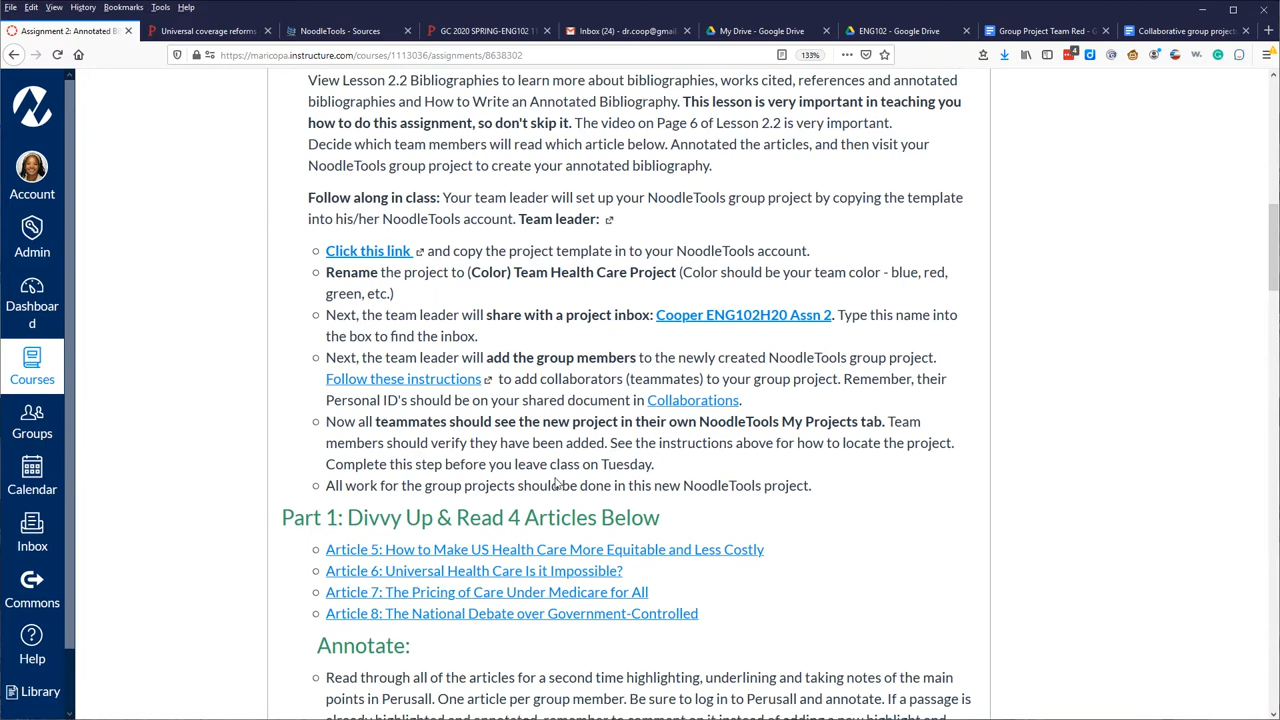 File Edit View History Bookmarks Tools Help
Assignment 2: Annotated Bi
Universal coverage reforms
NoodleTools - Sources
GC 2020 SPRING-ENG102 11
Inbox (24) - dr.coop@gmail
My Drive - Google Drive
ENG102 - Google Drive
Group Project Team Red - G
Collaborative group project
https://maricopa.instructure.com/courses/1113036/assignments/8638302
133%
View Lesson 2.2 Bibliographies to learn more about bibliographies, works cited, references and annotated
bibliographies and How to Write an Annotated Bibliography. This lesson is very important in teaching you
how to do this assignment, so don't skip it. The video on Page 6 of Lesson 2.2 is very important.
Decide which team members will read which article below. Annotated the articles, and then visit your
NoodleTools group project to create your annotated bibliography.
Follow along in class: Your team leader will set up your NoodleTools group project by copying the template
into his/her NoodleTools account. Team leader:
Click this link and copy the project template in to your NoodleTools account.
Rename the project to (Color) Team Health Care Project (Color should be your team color - blue, red,
green, etc.)
Next, the team leader will share with a project inbox: Cooper ENG102H20 Assn 2. Type this name into
the box to find the inbox.
Next, the team leader will add the group members to the newly created NoodleTools group project.
Follow these instructions to add collaborators (teammates) to your group project. Remember, their
Personal ID's should be on your shared document in Collaborations.
Now all teammates should see the new project in their own NoodleTools My Projects tab. Team
members should verify they have been added. See the instructions above for how to locate the project.
Complete this step before you leave class on Tuesday.
All work for the group projects should be done in this new NoodleTools project.
Part 1: Divvy Up & Read 4 Articles Below
Article 5: How to Make US Health Care More Equitable and Less Costly
Article 6: Universal Health Care Is it Impossible?
Article 7: The Pricing of Care Under Medicare for All
Article 8: The National Debate over Government-Controlled
Annotate:
Read through all of the articles for a second time highlighting, underlining and taking notes of the main
points in Perusall. One article per group member. Be sure to log in to Perusall and annotate. If a passage is
already highlighted and annotated, remember to comment on it instead of adding a new highlight and
Account
Admin
Dashboar
d
Courses
Groups
Calendar
Inbox
Commons
Help
Library